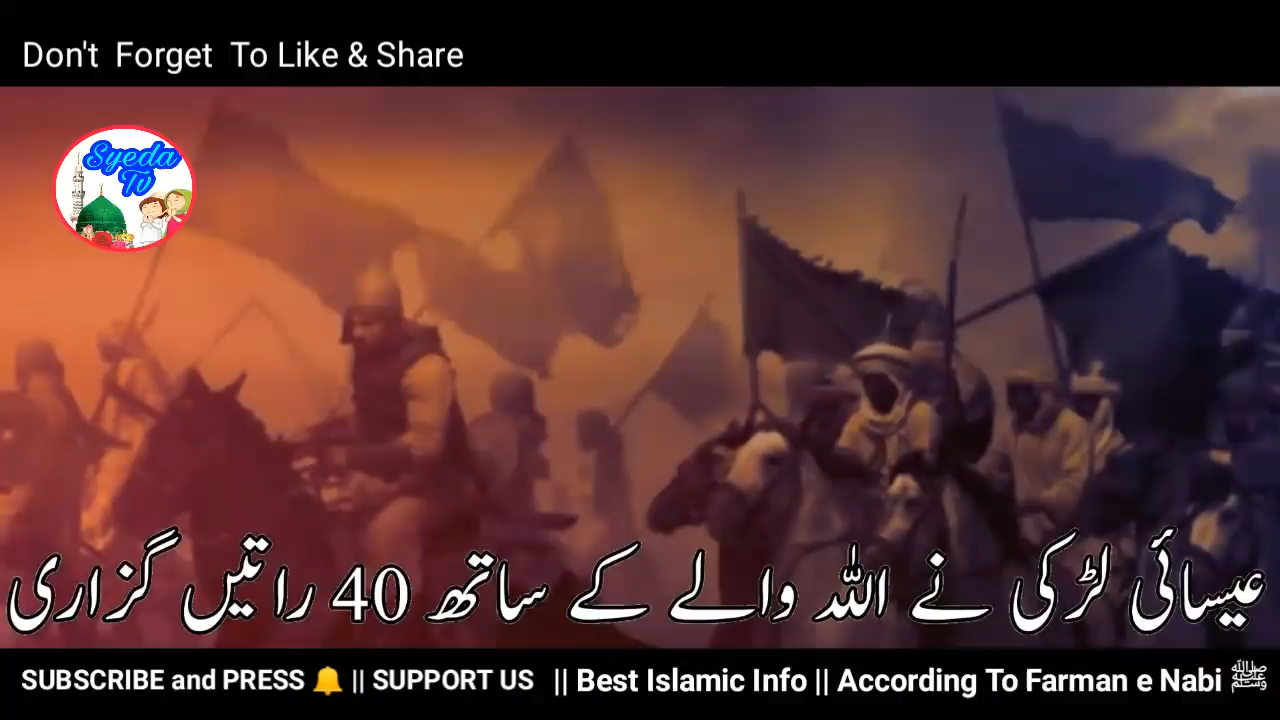 Don't Forget To Like & Share
Syeda
Tv
عیسائی لڑکی نے اللہ والے کے ساتھ 40 راتیں گزاری
SUBSCRIBE and PRESS 🔔 || SUPPORT US || Best Islamic Info || According To Farman e Nabi ﷺ